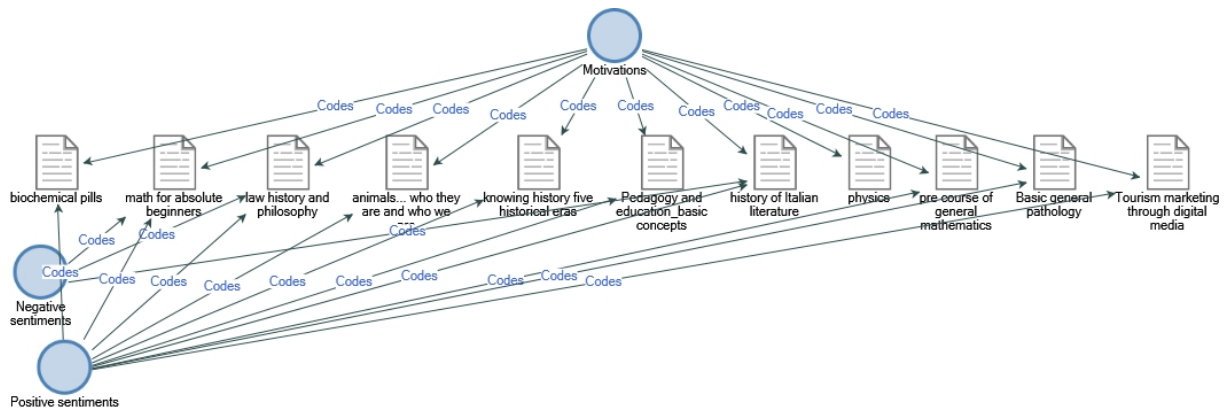 Motivations
Codes
Codes
Codes
Codes
Codes
Codes
Codes
Codes
Codes
Codes
Codes
biochemical pills
math for absolute
beginners
law history and
philosophy
animals... who they
are and who we
are
knowing history five
historical eras
Pedagogy and
education_basic
concepts
history of Italian
literature
physics
pre course of
general
mathematics
Basic general
pathology
Tourism marketing
through digital
media
Codes
Codes
Codes
Codes
Codes
Codes
Codes
Codes
Codes
Codes
Codes
Codes
Codes
Negative
sentiments
Positive sentiments